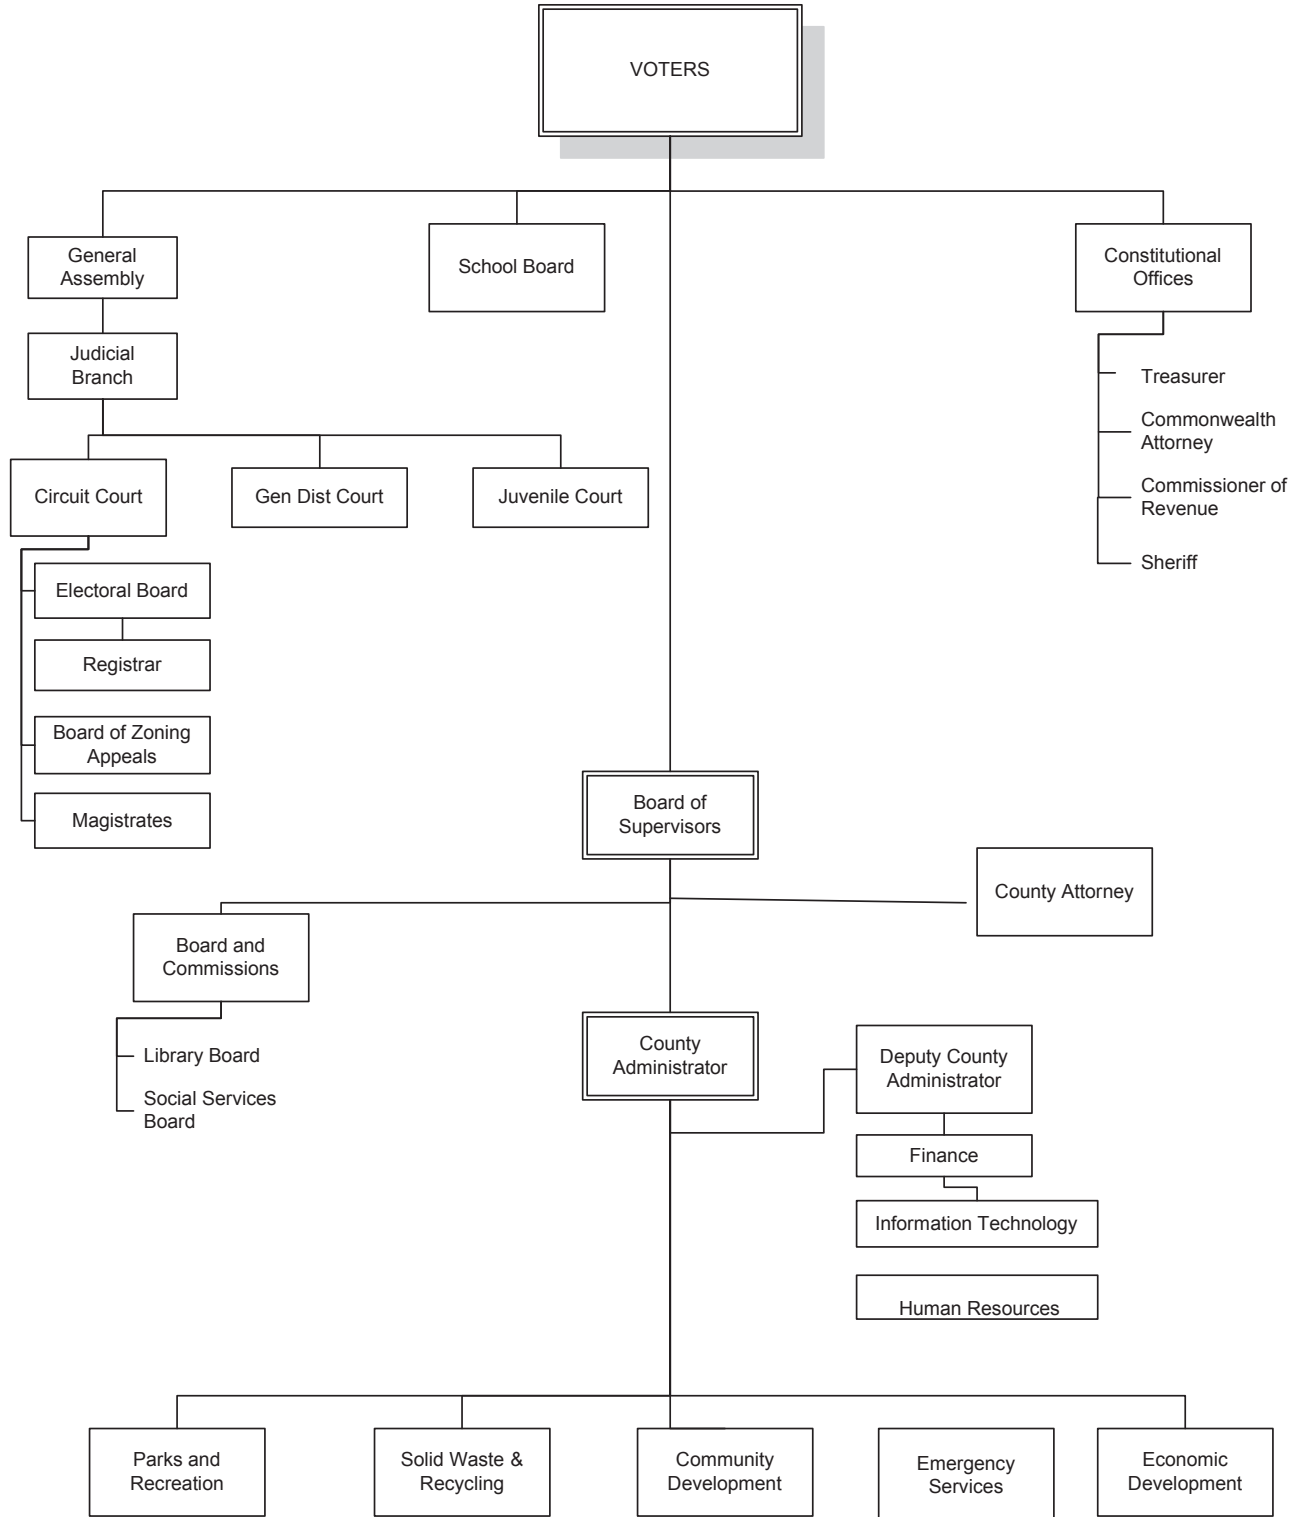 VOTERS
General
Assembly
School Board
Constitutional
Offices
Judicial
Branch
Treasurer
Commonwealth
Attorney
Commissioner of
Revenue
Sheriff
Circuit Court
Gen Dist Court
Juvenile Court
Electoral Board
Registrar
Board of Zoning
Appeals
Magistrates
Board of
Supervisors
County Attorney
Board and
Commissions
Library Board
Social Services
Board
County
Administrator
Deputy County
Administrator
Finance
Information Technology
Human Resources
Parks and
Recreation
Solid Waste &
Recycling
Community
Development
Emergency
Services
Economic
Development